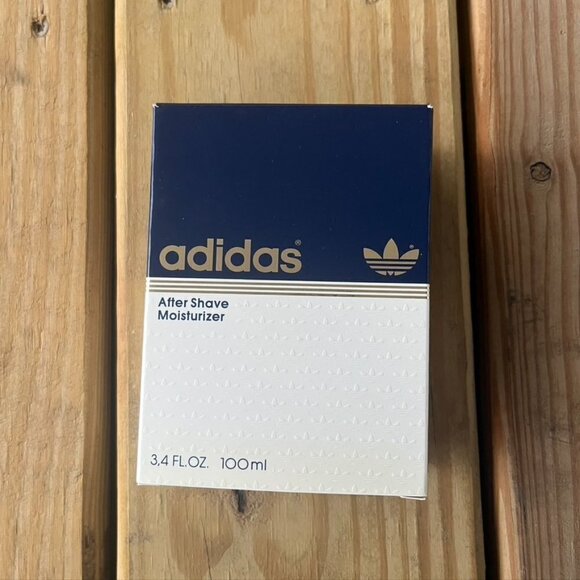 adidas®
®
After Shave
Moisturizer
3,4 FL.OZ. 100ml